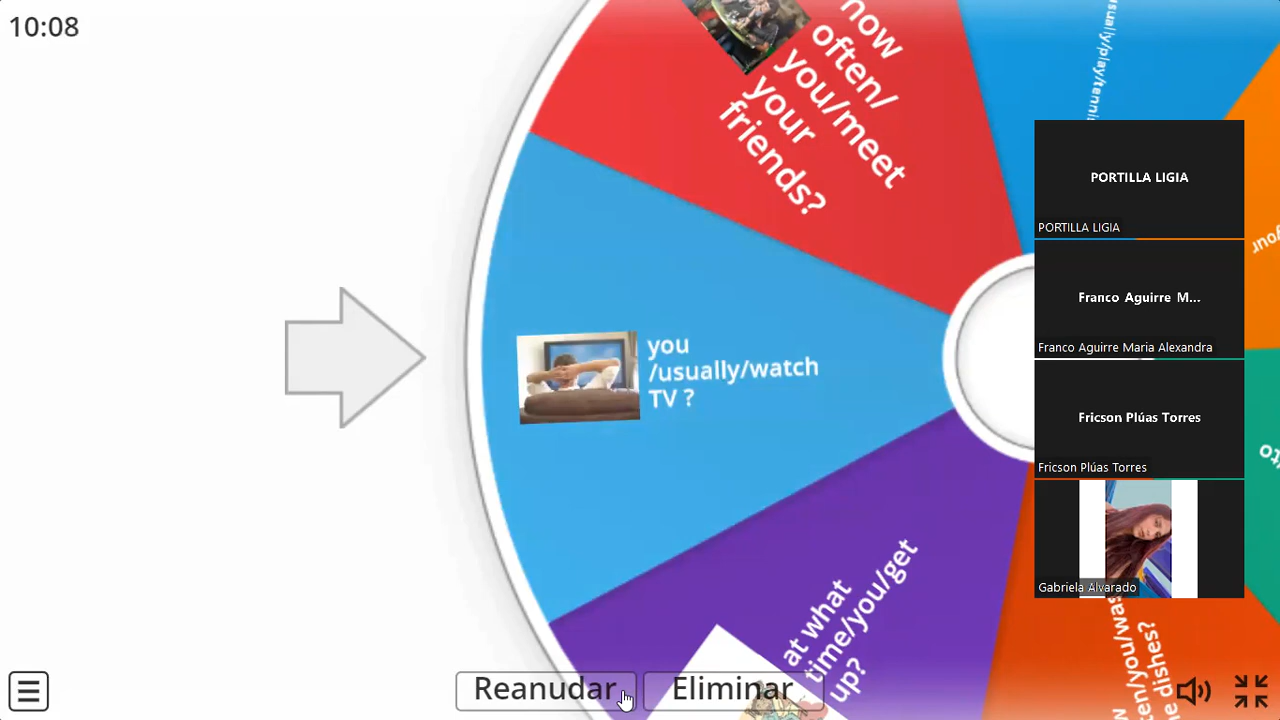 10:08
how
often/
you/meet
your
friends?
you
/usually/watch
TV ?
at what
time/you/get
up?
PORTILLA LIGIA
PORTILLA LIGIA
Franco Aguirre M...
Franco Aguirre Maria Alexandra
Fricson Plúas Torres
Fricson Plúas Torres
Gabriela Alvarado
Reanudar
Eliminar